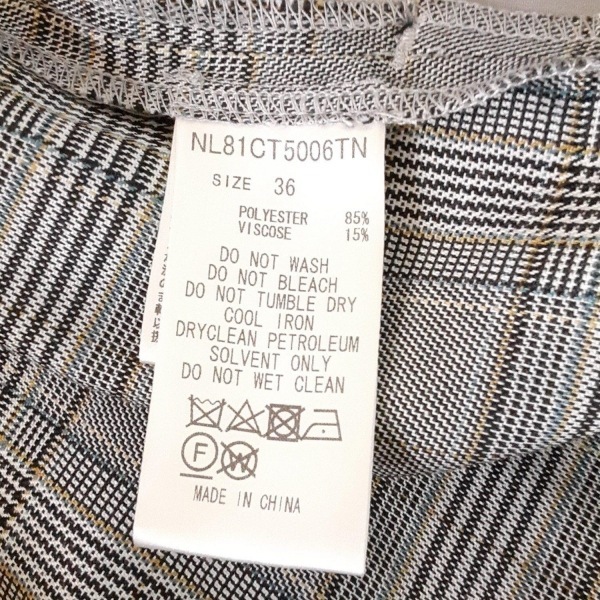 NL81CT5006TN
SIZE 36
POLYESTER 85%
VISCOSE 15%
DO NOT WASH
DO NOT BLEACH
DO NOT TUMBLE DRY
COOL IRON
DRYCLEAN PETROLEUM
SOLVENT ONLY
DO NOT WET CLEAN
F W
MADE IN CHINA